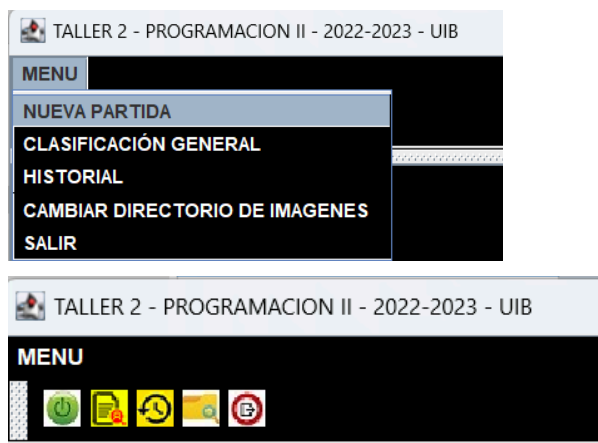 TALLER 2 - PROGRAMACION II - 2022-2023 - UIB
MENU
NUEVA PARTIDA
CLASIFICACIÓN GENERAL
HISTORIAL
CAMBIAR DIRECTORIO DE IMAGENES
SALIR
TALLER 2 - PROGRAMACION II - 2022-2023 - UIB
MENU